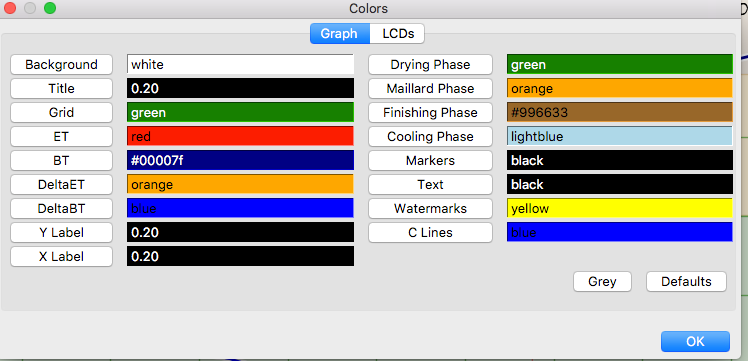 Colors
Graph LCDs
Background white Drying Phase green
Title 0.20 Maillard Phase orange
Grid green Finishing Phase #996633
ET red Cooling Phase lightblue
BT #00007f Markers black
DeltaET orange Text black
DeltaBT blue Watermarks yellow
Y Label 0.20 C Lines blue
X Label 0.20
Grey Defaults
OK